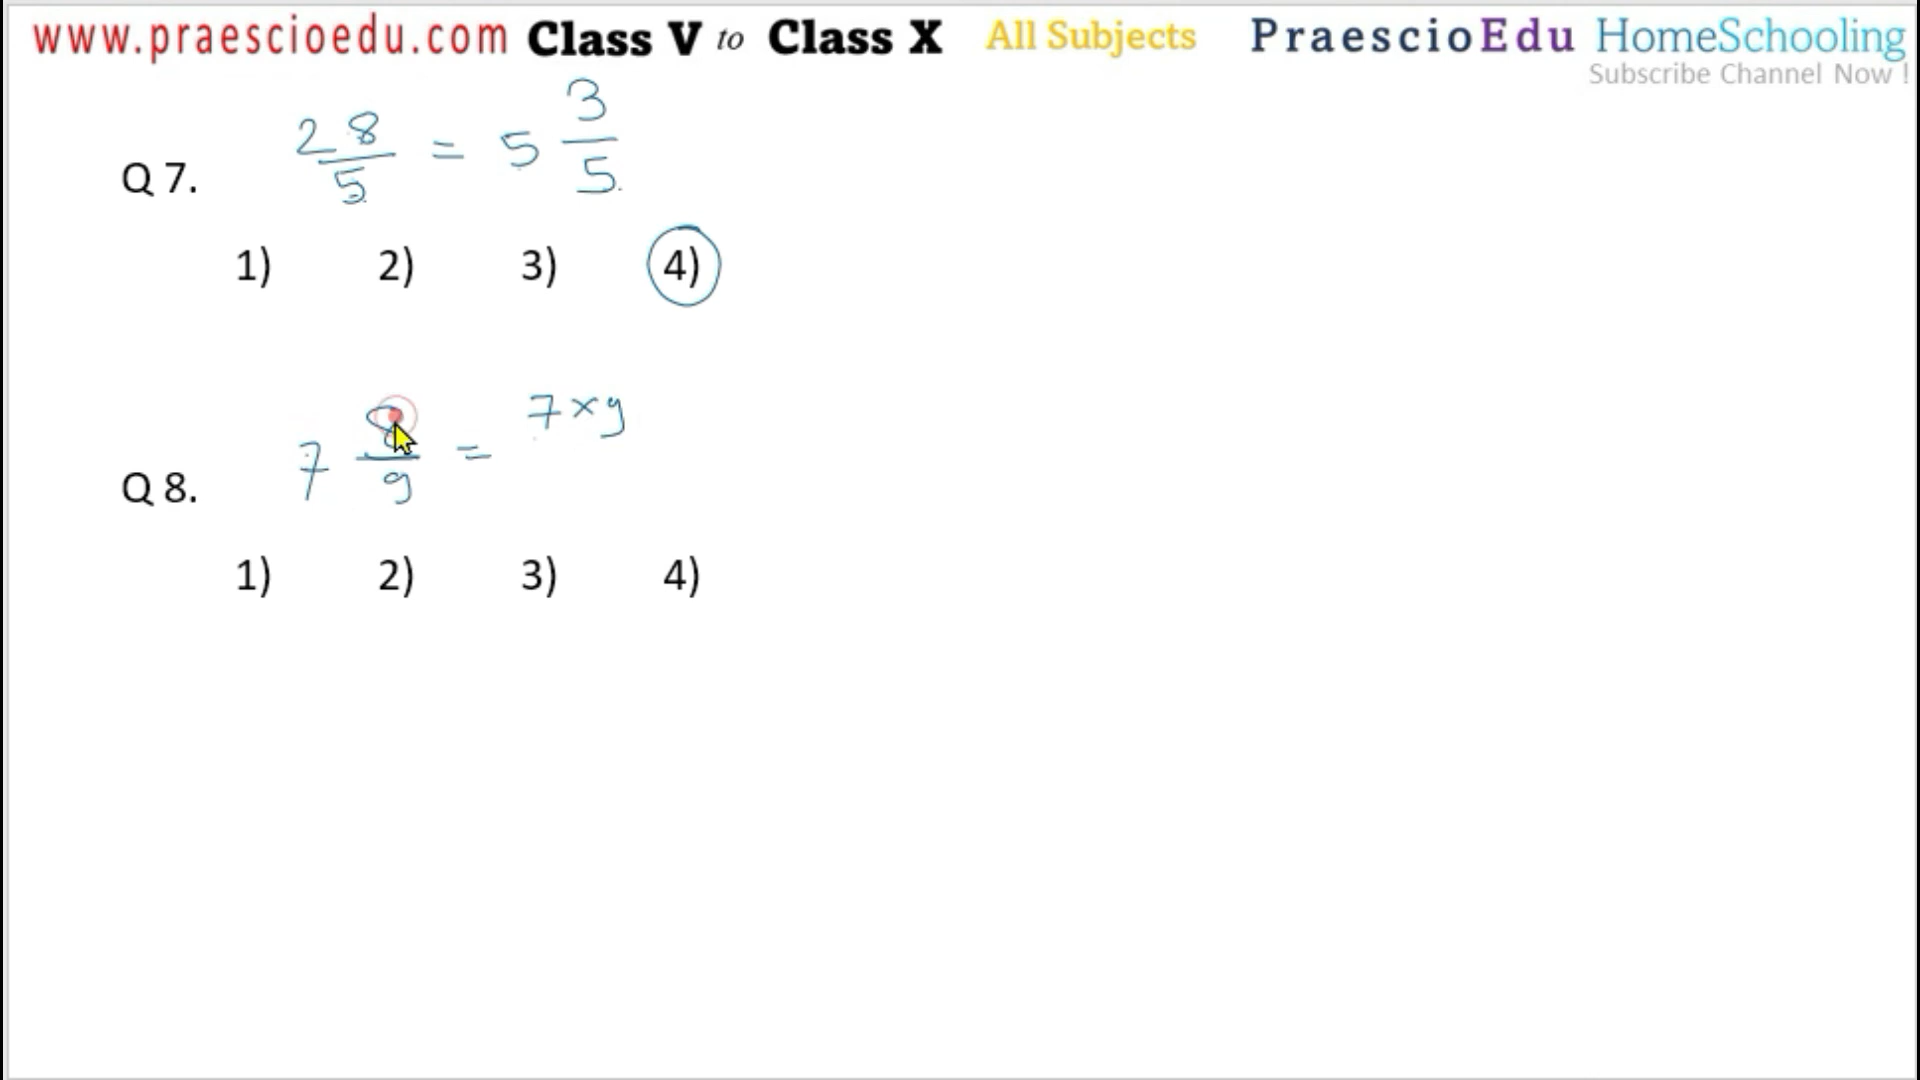 www.praescioedu.com Class V to Class X All Subjects PraescioEdu HomeSchooling
Subscribe Channel Now !
Q 7. 28/5 = 5 3/5
1) 2) 3) 4)
Q 8. 7 8/9 = 7 × 9
1) 2) 3) 4)